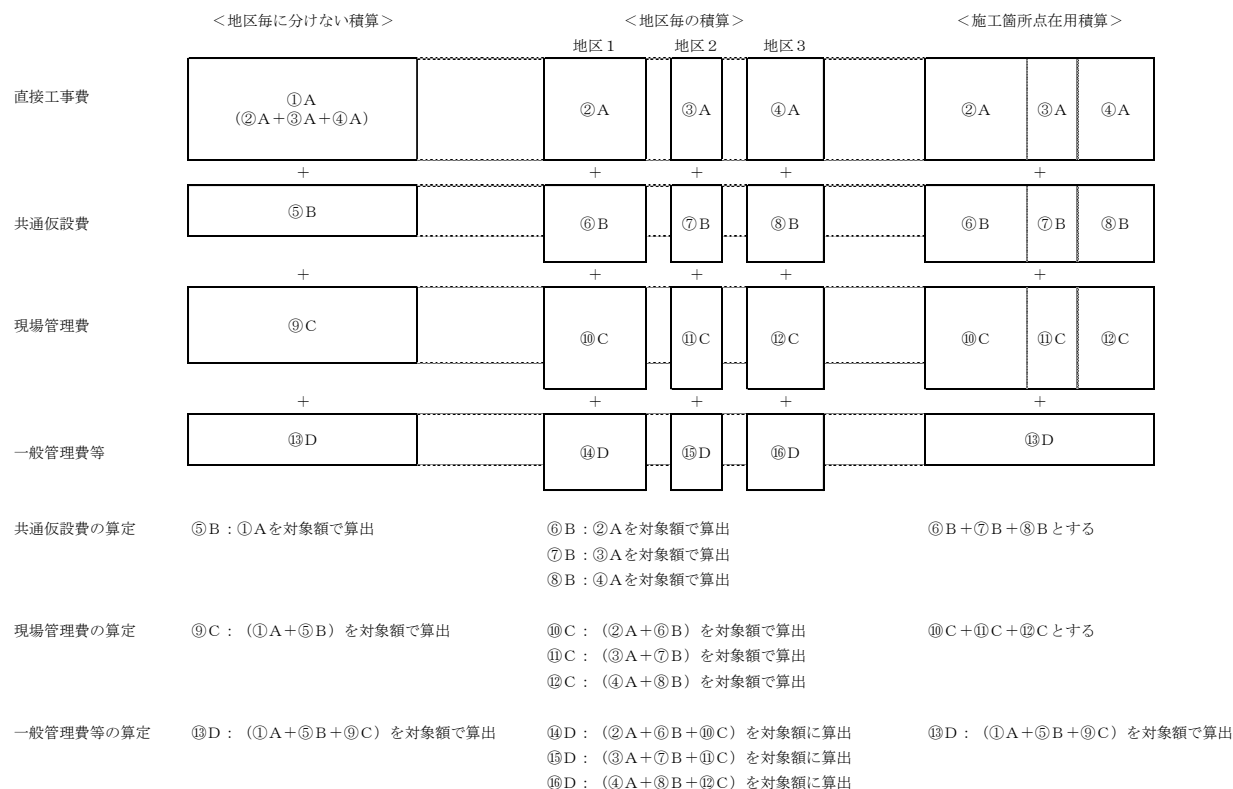 ＜地区毎に分けない積算＞ ＜地区毎の積算＞ ＜施工箇所点在用積算＞
地区１ 地区２ 地区３
直接工事費 ①Ａ ②Ａ ③Ａ ④Ａ ②Ａ ③Ａ ④Ａ
（②Ａ＋③Ａ＋④Ａ）
＋ ＋ ＋ ＋ ＋
共通仮設費 ⑤Ｂ ⑥Ｂ ⑦Ｂ ⑧Ｂ ⑥Ｂ ⑦Ｂ ⑧Ｂ
＋ ＋ ＋ ＋ ＋
現場管理費 ⑨Ｃ ⑩Ｃ ⑪Ｃ ⑫Ｃ ⑩Ｃ ⑪Ｃ ⑫Ｃ
＋ ＋ ＋ ＋ ＋
一般管理費等 ⑬Ｄ ⑭Ｄ ⑮Ｄ ⑯Ｄ ⑬Ｄ
共通仮設費の算定 ⑤Ｂ：①Ａを対象額で算出 ⑥Ｂ：②Ａを対象額で算出 ⑥Ｂ＋⑦Ｂ＋⑧Ｂとする
⑦Ｂ：③Ａを対象額で算出
⑧Ｂ：④Ａを対象額で算出
現場管理費の算定 ⑨Ｃ：（①Ａ＋⑤Ｂ）を対象額で算出 ⑩Ｃ：（②Ａ＋⑥Ｂ）を対象額で算出 ⑩Ｃ＋⑪Ｃ＋⑫Ｃとする
⑪Ｃ：（③Ａ＋⑦Ｂ）を対象額で算出
⑫Ｃ：（④Ａ＋⑧Ｂ）を対象額で算出
一般管理費等の算定 ⑬Ｄ：（①Ａ＋⑤Ｂ＋⑨Ｃ）を対象額で算出 ⑭Ｄ：（②Ａ＋⑥Ｂ＋⑩Ｃ）を対象額に算出 ⑬Ｄ：（①Ａ＋⑤Ｂ＋⑨Ｃ）を対象額で算出
⑮Ｄ：（③Ａ＋⑦Ｂ＋⑪Ｃ）を対象額に算出
⑯Ｄ：（④Ａ＋⑧Ｂ＋⑫Ｃ）を対象額に算出